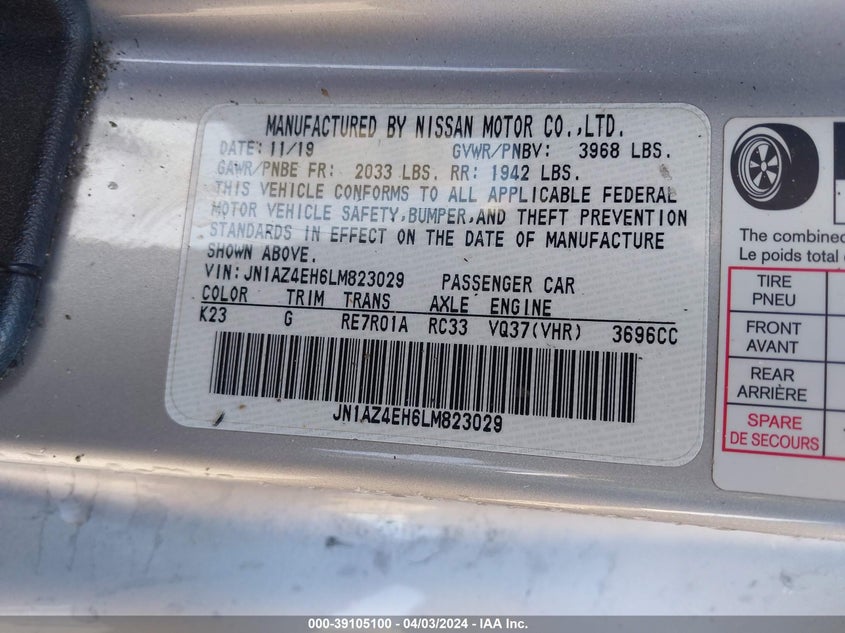 MANUFACTURED BY NISSAN MOTOR CO.,LTD.
DATE: 11/19 GVWR/PNBV: 3968 LBS.
GAWR/PNBE FR: 2033 LBS. RR: 1942 LBS.
THIS VEHICLE CONFORMS TO ALL APPLICABLE FEDERAL
MOTOR VEHICLE SAFETY,BUMPER,AND THEFT PREVENTION
STANDARDS IN EFFECT ON THE DATE OF MANUFACTURE
SHOWN ABOVE.
VIN:JN1AZ4EH6LM823029 PASSENGER CAR
COLOR TRIM TRANS AXLE ENGINE
K23 G RE7R01A RC33 VQ37(VHR) 3696CC
JN1AZ4EH6LM823029
The combined
Le poids total
TIRE
PNEU
FRONT
AVANT
REAR
ARRIÈRE
SPARE
DE SECOURS
000-39105100 - 04/03/2024 - IAA Inc.